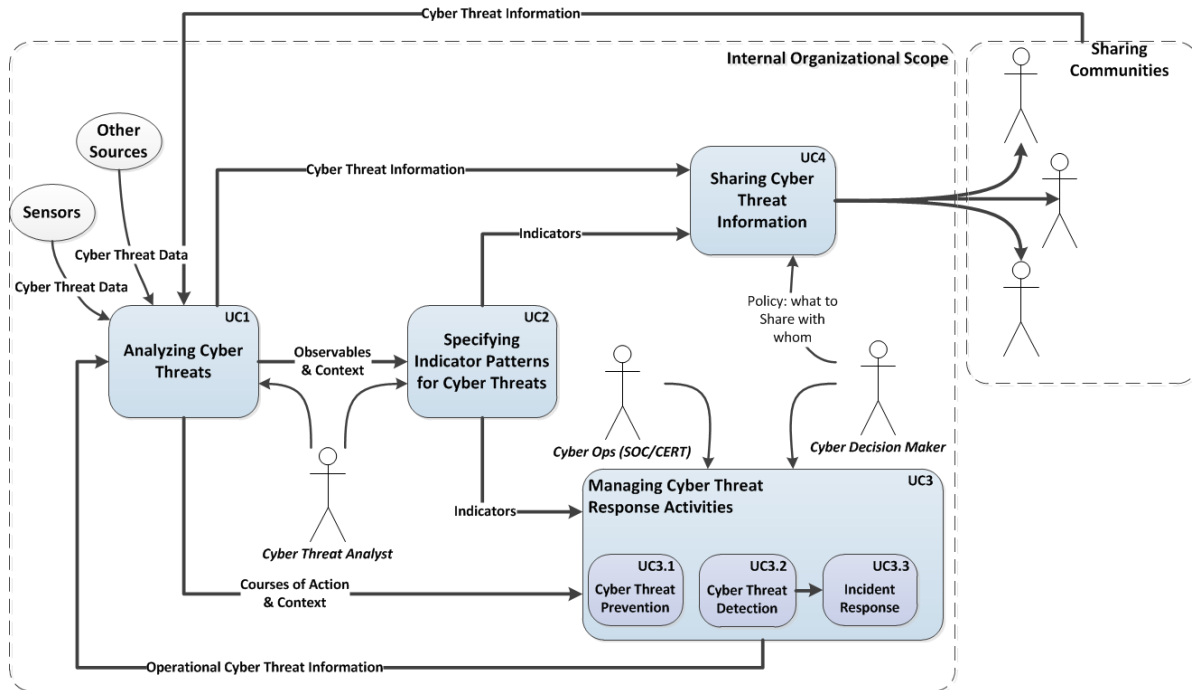 Cyber Threat Information
Internal Organizational Scope
Sharing
Communities
Other
Sources
Sensors
Cyber Threat Data
Cyber Threat Data
Cyber Threat Information
UC4
Sharing Cyber
Threat
Information
Indicators
Policy: what to
Share with
whom
UC1
Analyzing Cyber
Threats
Observables
& Context
UC2
Specifying
Indicator Patterns
for Cyber Threats
Cyber Threat Analyst
Cyber Ops (SOC/CERT)
Cyber Decision Maker
Indicators
UC3
Managing Cyber Threat
Response Activities
UC3.1
Cyber Threat
Prevention
UC3.2
Cyber Threat
Detection
UC3.3
Incident
Response
Courses of Action
& Context
Operational Cyber Threat Information